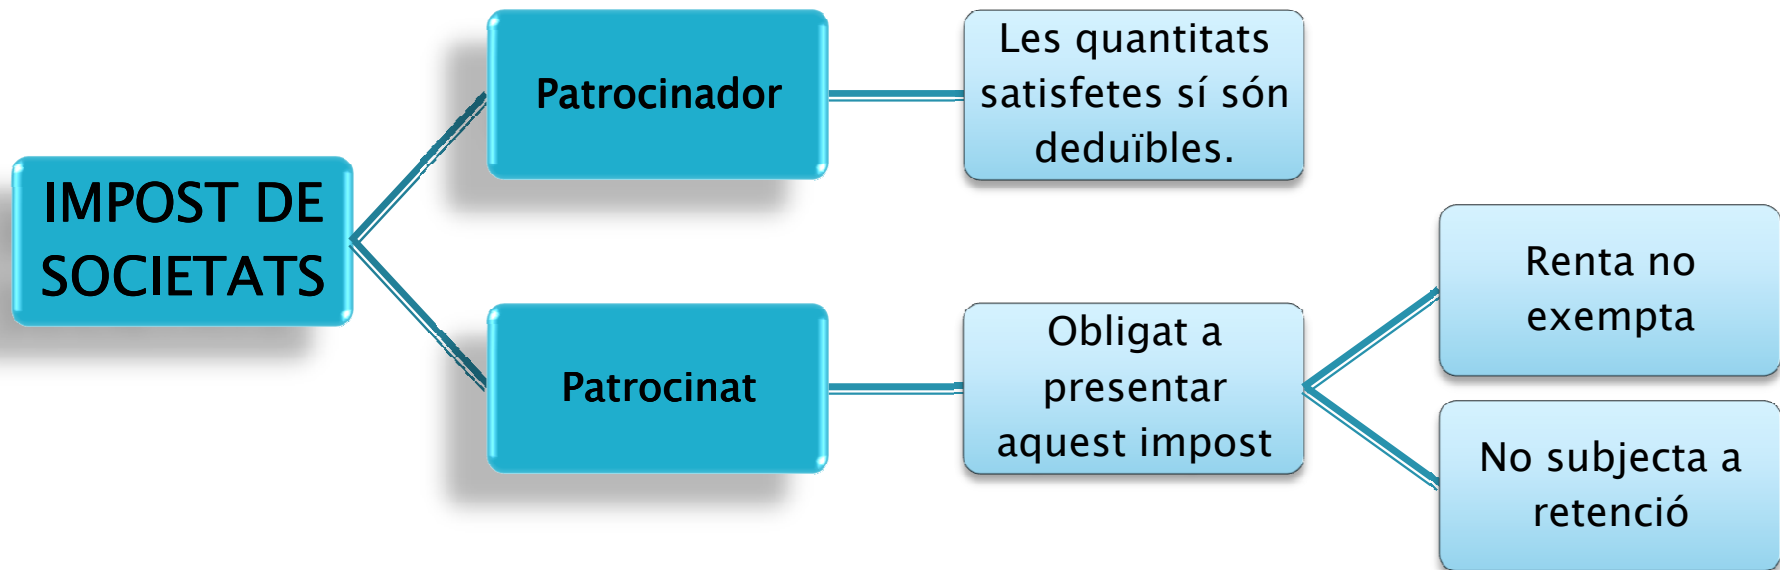 IMPOST DE
SOCIETATS
Patrocinador
Les quantitats
satisfetes sí són
deduïbles.
Patrocinat
Obligat a
presentar
aquest impost
Renta no
exempta
No subjecta a
retenció